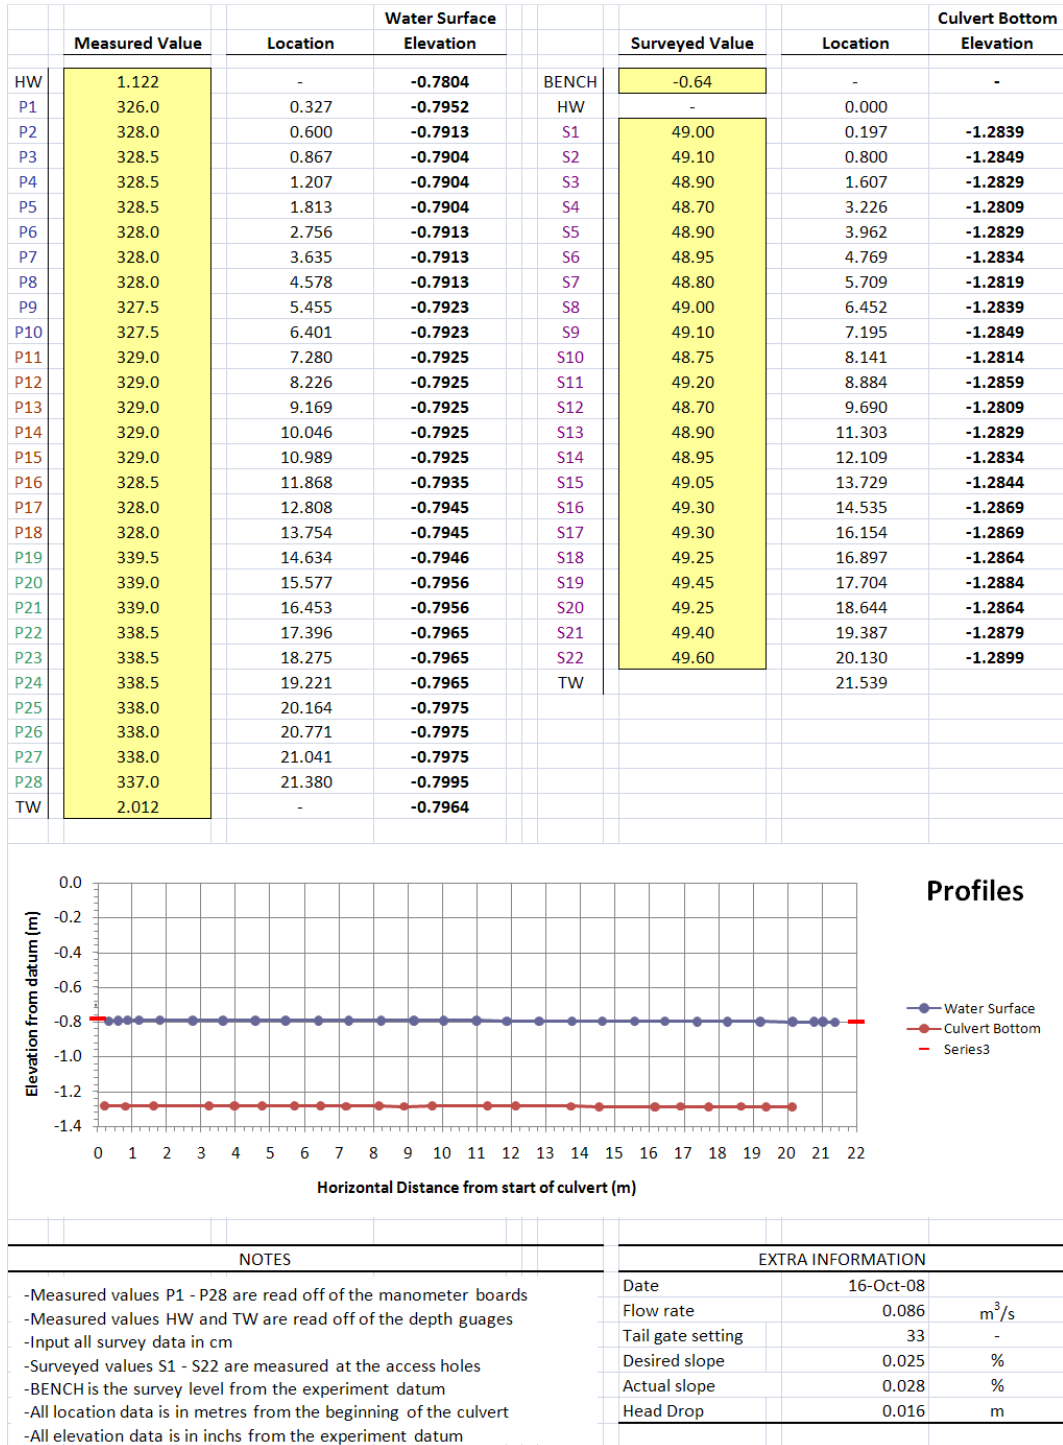 Water Surface Culvert Bottom
Measured Value Location Elevation Surveyed Value Location Elevation
HW 1.122 - -0.7804 BENCH -0.64 - -
P1 326.0 0.327 -0.7952 HW - 0.000
P2 328.0 0.600 -0.7913 S1 49.00 0.197 -1.2839
P3 328.5 0.867 -0.7904 S2 49.10 0.800 -1.2849
P4 328.5 1.207 -0.7904 S3 48.90 1.607 -1.2829
P5 328.5 1.813 -0.7904 S4 48.70 3.226 -1.2809
P6 328.0 2.756 -0.7913 S5 48.90 3.962 -1.2829
P7 328.0 3.635 -0.7913 S6 48.95 4.769 -1.2834
P8 328.0 4.578 -0.7913 S7 48.80 5.709 -1.2819
P9 327.5 5.455 -0.7923 S8 49.00 6.452 -1.2839
P10 327.5 6.401 -0.7923 S9 49.10 7.195 -1.2849
P11 329.0 7.280 -0.7925 S10 48.75 8.141 -1.2814
P12 329.0 8.226 -0.7925 S11 49.20 8.884 -1.2859
P13 329.0 9.169 -0.7925 S12 48.70 9.690 -1.2809
P14 329.0 10.046 -0.7925 S13 48.90 11.303 -1.2829
P15 329.0 10.989 -0.7925 S14 48.95 12.109 -1.2834
P16 328.5 11.868 -0.7935 S15 49.05 13.729 -1.2844
P17 328.0 12.808 -0.7945 S16 49.30 14.535 -1.2869
P18 328.0 13.754 -0.7945 S17 49.30 16.154 -1.2869
P19 339.5 14.634 -0.7946 S18 49.25 16.897 -1.2864
P20 339.0 15.577 -0.7956 S19 49.45 17.704 -1.2884
P21 339.0 16.453 -0.7956 S20 49.25 18.644 -1.2864
P22 338.5 17.396 -0.7965 S21 49.40 19.387 -1.2879
P23 338.5 18.275 -0.7965 S22 49.60 20.130 -1.2899
P24 338.5 19.221 -0.7965 TW 21.539
P25 338.0 20.164 -0.7975
P26 338.0 20.771 -0.7975
P27 338.0 21.041 -0.7975
P28 337.0 21.380 -0.7995
TW 2.012 - -0.7964
Profiles
Elevation from datum (m)
0.0
-0.2
-0.4
-0.6
-0.8
-1.0
-1.2
-1.4
0 1 2 3 4 5 6 7 8 9 10 11 12 13 14 15 16 17 18 19 20 21 22
Horizontal Distance from start of culvert (m)
Water Surface
Culvert Bottom
Series3
NOTES
-Measured values P1 - P28 are read off of the manometer boards
-Measured values HW and TW are read off of the depth guages
-Input all survey data in cm
-Surveyed values S1 - S22 are measured at the access holes
-BENCH is the survey level from the experiment datum
-All location data is in metres from the beginning of the culvert
-All elevation data is in inchs from the experiment datum
EXTRA INFORMATION
Date 16-Oct-08
Flow rate 0.086 m³/s
Tail gate setting 33 -
Desired slope 0.025 %
Actual slope 0.028 %
Head Drop 0.016 m